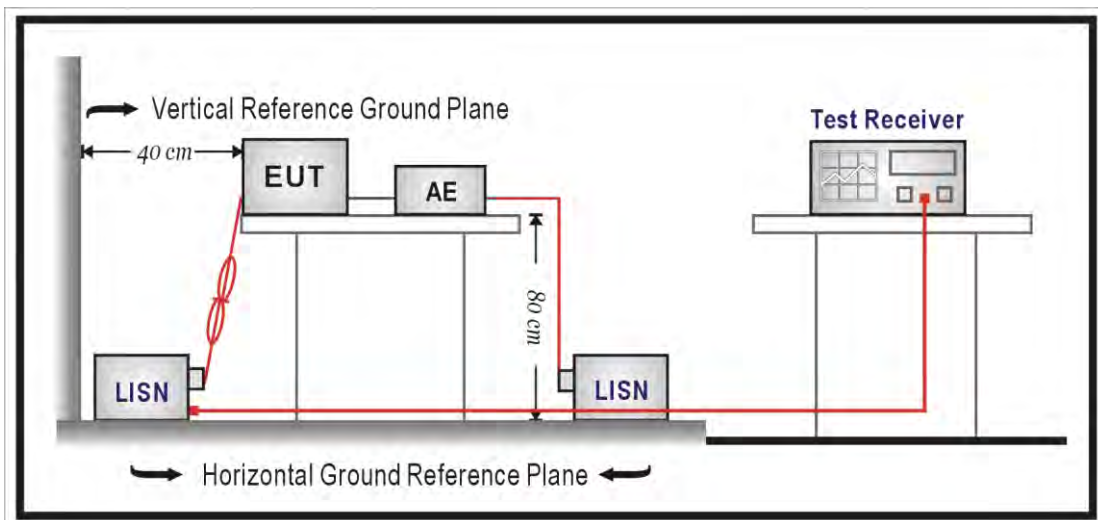 Vertical Reference Ground Plane
Test Receiver
40 cm
EUT
AE
80 cm
LISN
LISN
Horizontal Ground Reference Plane